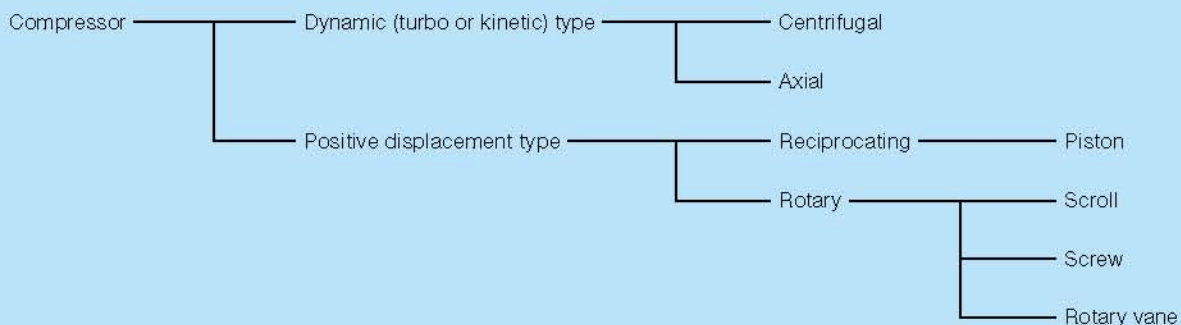 Compressor Dynamic (turbo or kinetic) type Centrifugal
Axial
Positive displacement type Reciprocating Piston
Rotary Scroll
Screw
Rotary vane